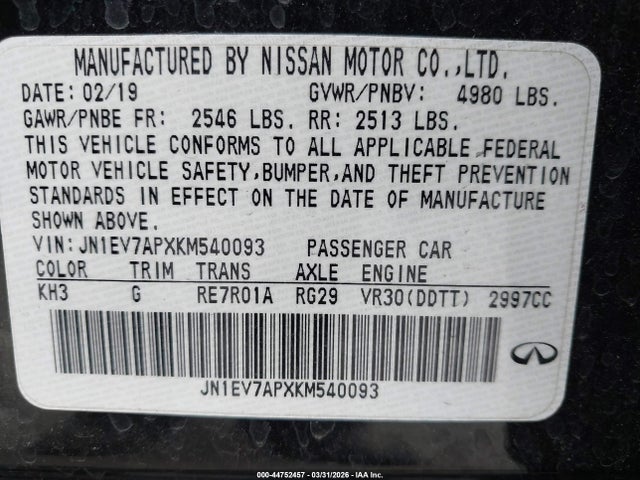 MANUFACTURED BY NISSAN MOTOR CO.,LTD.
DATE: 02/19 GVWR/PNBV: 4980 LBS.
GAWR/PNBE FR: 2546 LBS. RR: 2513 LBS.
THIS VEHICLE CONFORMS TO ALL APPLICABLE FEDERAL
MOTOR VEHICLE SAFETY, BUMPER, AND THEFT PREVENTION
STANDARDS IN EFFECT ON THE DATE OF MANUFACTURE
SHOWN ABOVE.
VIN: JN1EV7APXKM540093 PASSENGER CAR
COLOR TRIM TRANS AXLE ENGINE
KH3 G RE7R01A RG29 VR30(DDTT) 2997CC
JN1EV7APXKM540093
000-44752457 - 03/31/2026 - IAA Inc.